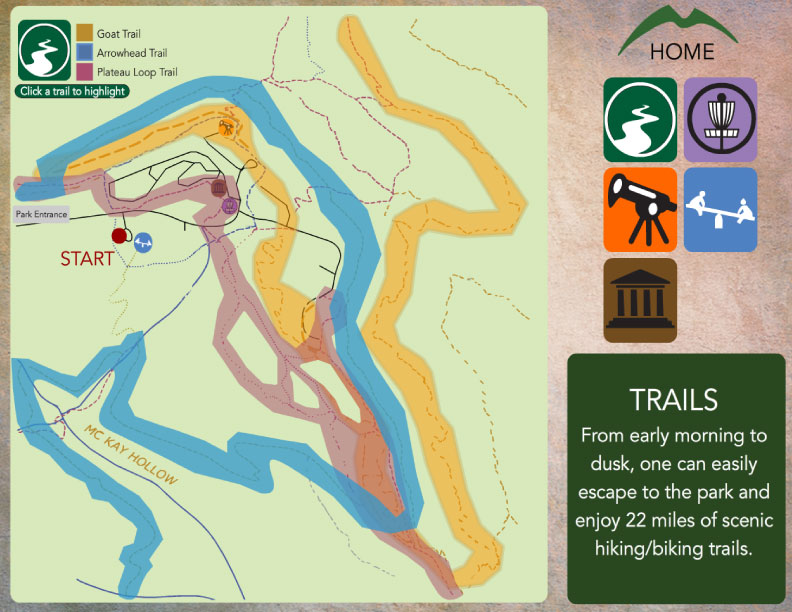 Goat Trail
Arrowhead Trail
Plateau Loop Trail
Click a trail to highlight
Park Entrance
START
MC KAY HOLLOW
HOME
TRAILS
From early morning to
dusk, one can easily
escape to the park and
enjoy 22 miles of scenic
hiking/biking trails.